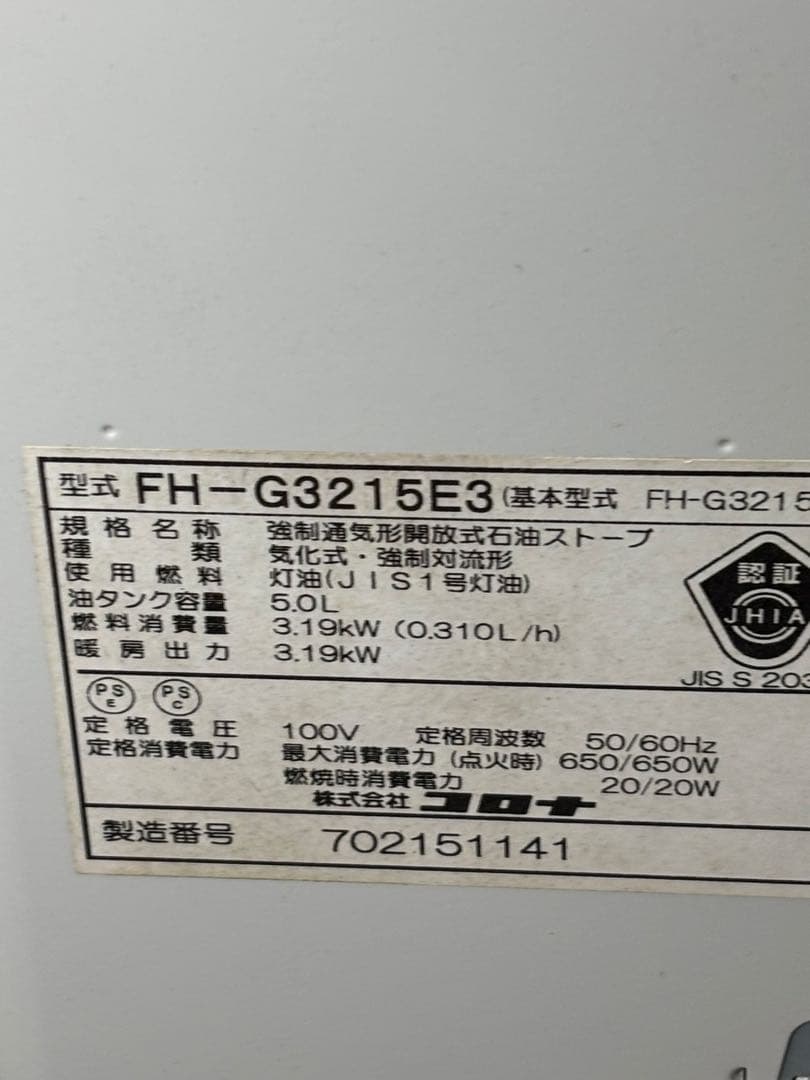 型式 FH-G3215E3(基本型式 FH-G3215
規格名称 強制通気形開放式石油ストーブ
種類 気化式・強制対流形
使用燃料 灯油(JIS1号灯油)
油タンク容量 5.0L
燃料消費量 3.19kW (0.310L/h)
暖房出力 3.19kW
認証
JHIA
JIS S 203
PS E PS C
定格電圧 100V 定格周波数 50/60Hz
定格消費電力 最大消費電力 (点火時) 650/650W
燃焼時消費電力 20/20W
株式会社 コロナ
製造番号 702151141